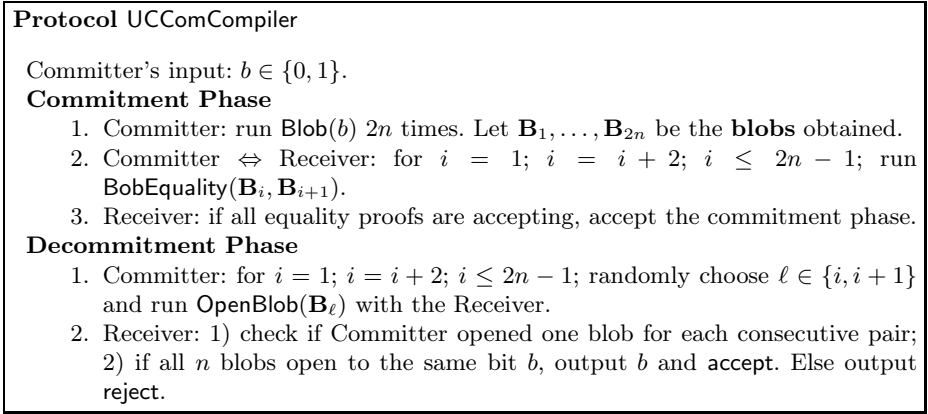 Protocol UCComCompiler
Committer's input: b ∈ {0, 1}.
Commitment Phase
1. Committer: run Blob(b) 2n times. Let B₁, . . . , B₂ₙ be the blobs obtained.
2. Committer ⇔ Receiver: for i = 1; i = i + 2; i ≤ 2n − 1; run
BobEquality(Bᵢ, Bᵢ₊₁).
3. Receiver: if all equality proofs are accepting, accept the commitment phase.
Decommitment Phase
1. Committer: for i = 1; i = i + 2; i ≤ 2n − 1; randomly choose ℓ ∈ {i, i + 1}
and run OpenBlob(B_ℓ) with the Receiver.
2. Receiver: 1) check if Committer opened one blob for each consecutive pair;
2) if all n blobs open to the same bit b, output b and accept. Else output
reject.